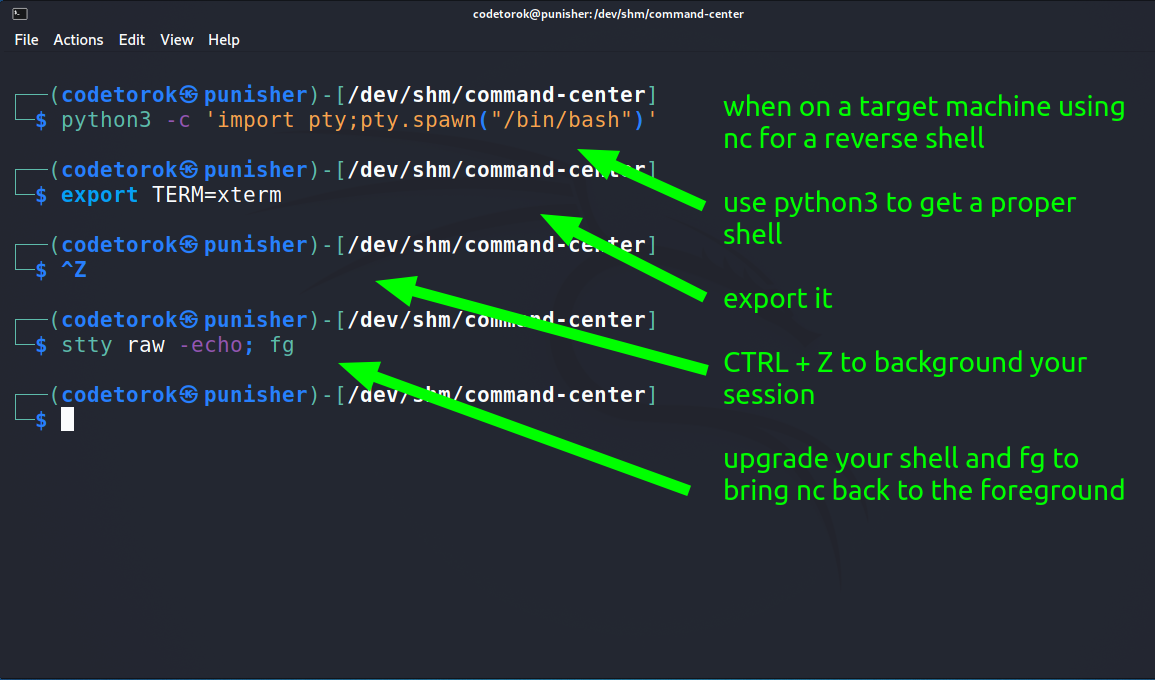 codetorok@punisher:/dev/shm/command-center
File Actions Edit View Help
┌──(codetorok㉿punisher)-[/dev/shm/command-center]
└─$ python3 -c 'import pty;pty.spawn("/bin/bash")'
┌──(codetorok㉿punisher)-[/dev/shm/command-center]
└─$ export TERM=xterm
┌──(codetorok㉿punisher)-[/dev/shm/command-center]
└─$ ^Z
┌──(codetorok㉿punisher)-[/dev/shm/command-center]
└─$ stty raw -echo; fg
┌──(codetorok㉿punisher)-[/dev/shm/command-center]
└─$
when on a target machine using
nc for a reverse shell
use python3 to get a proper
shell
export it
CTRL + Z to background your
session
upgrade your shell and fg to
bring nc back to the foreground